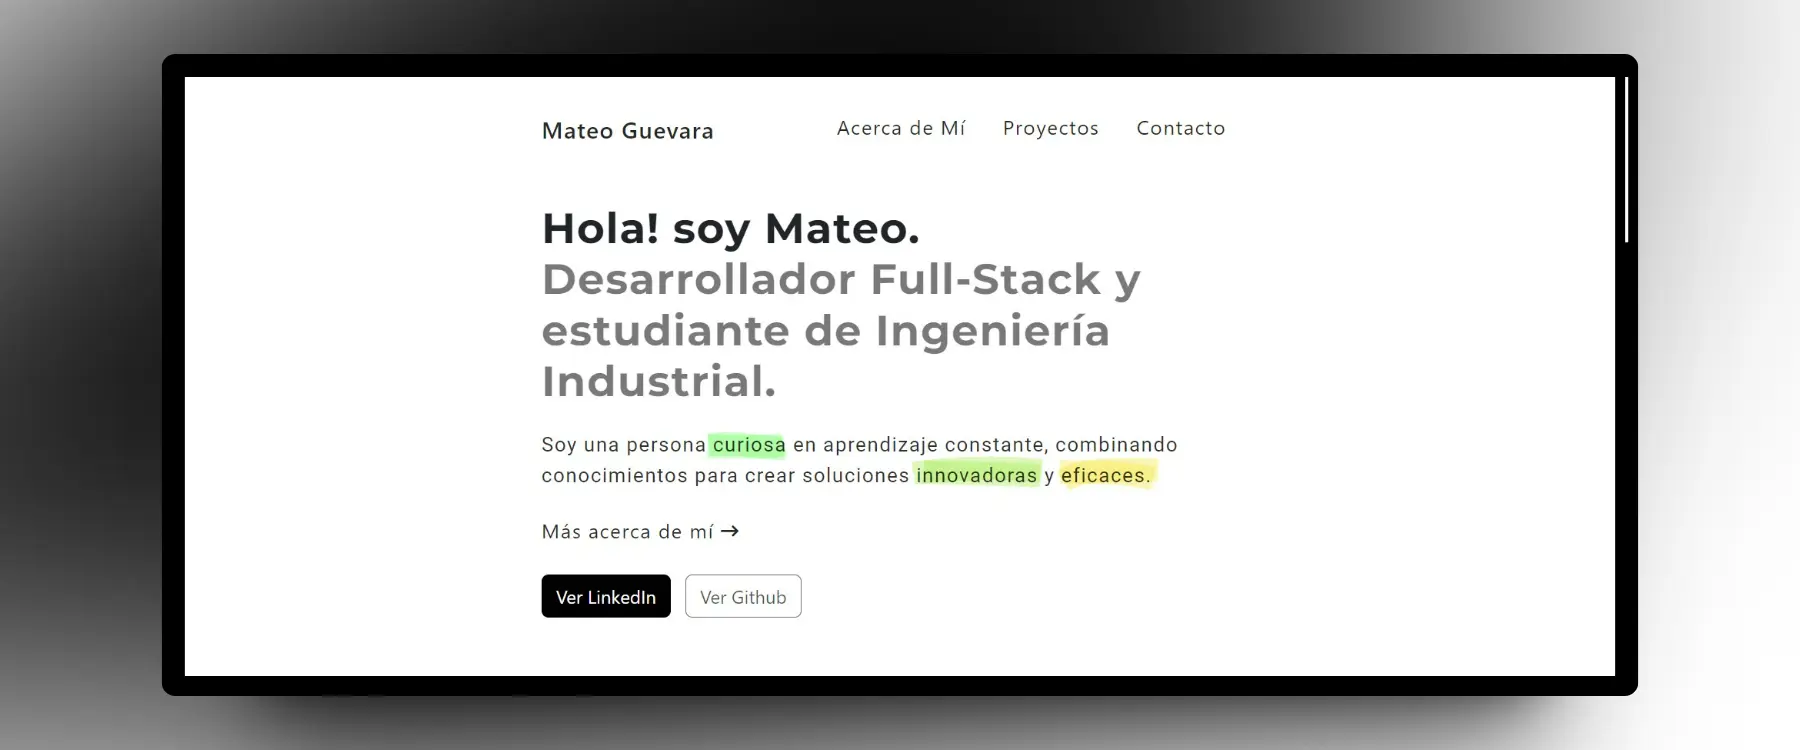 Mateo Guevara
Acerca de Mí
Proyectos
Contacto
Hola! soy Mateo.
Desarrollador Full-Stack y
estudiante de Ingeniería
Industrial.
Soy una persona curiosa en aprendizaje constante, combinando
conocimientos para crear soluciones innovadoras y eficaces.
Más acerca de mí →
Ver LinkedIn
Ver Github